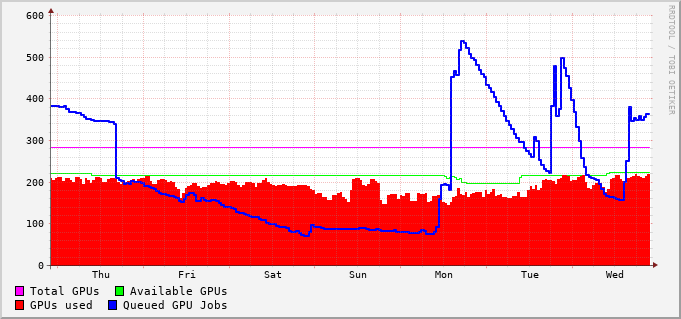 600
500
400
300
200
100
0
Thu Fri Sat Sun Mon Tue Wed
Total GPUs Available GPUs
GPUs used Queued GPU Jobs
RRDTOOL / TOBI OETIKER